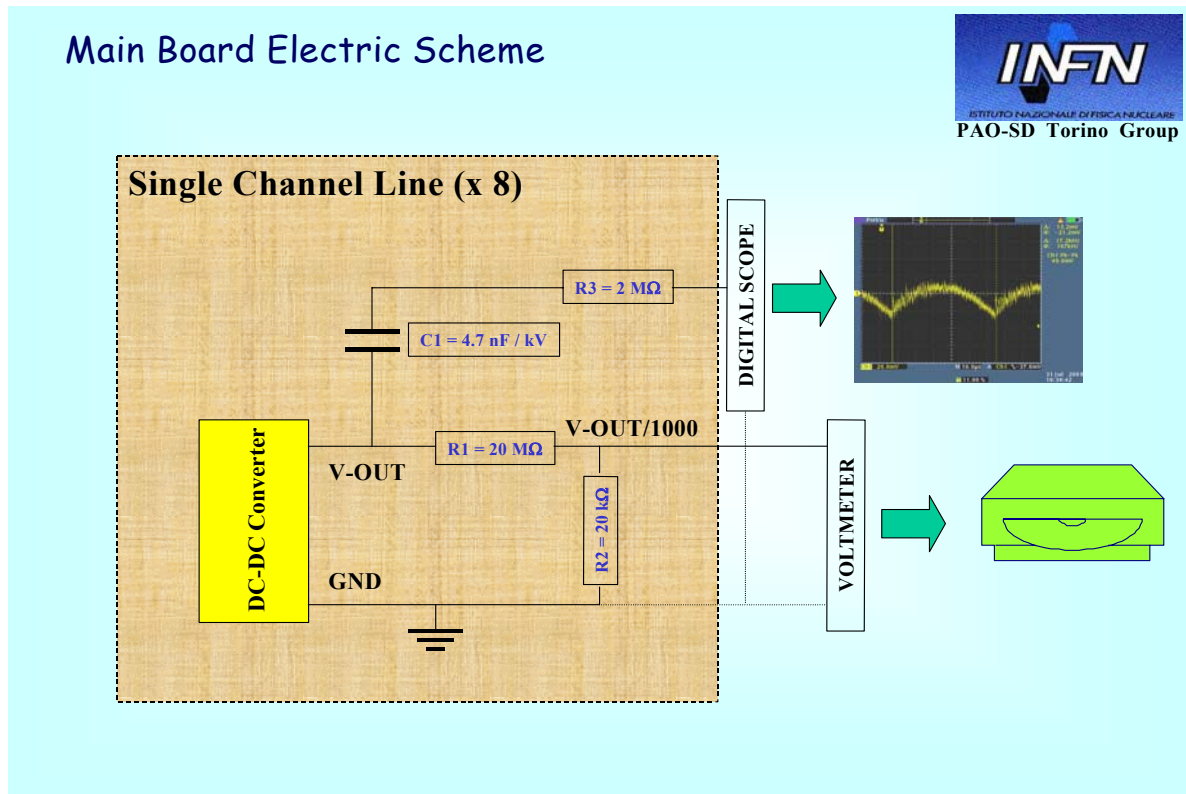 Main Board Electric Scheme
INFN
ISTITUTO NAZIONALE DI FISICA NUCLEARE
PAO-SD Torino Group
Single Channel Line (x 8)
R3 = 2 MΩ
C1 = 4.7 nF / kV
DIGITAL SCOPE
V-OUT/1000
R1 = 20 MΩ
V-OUT
DC-DC Converter
R2 = 20 kΩ
GND
VOLTMETER